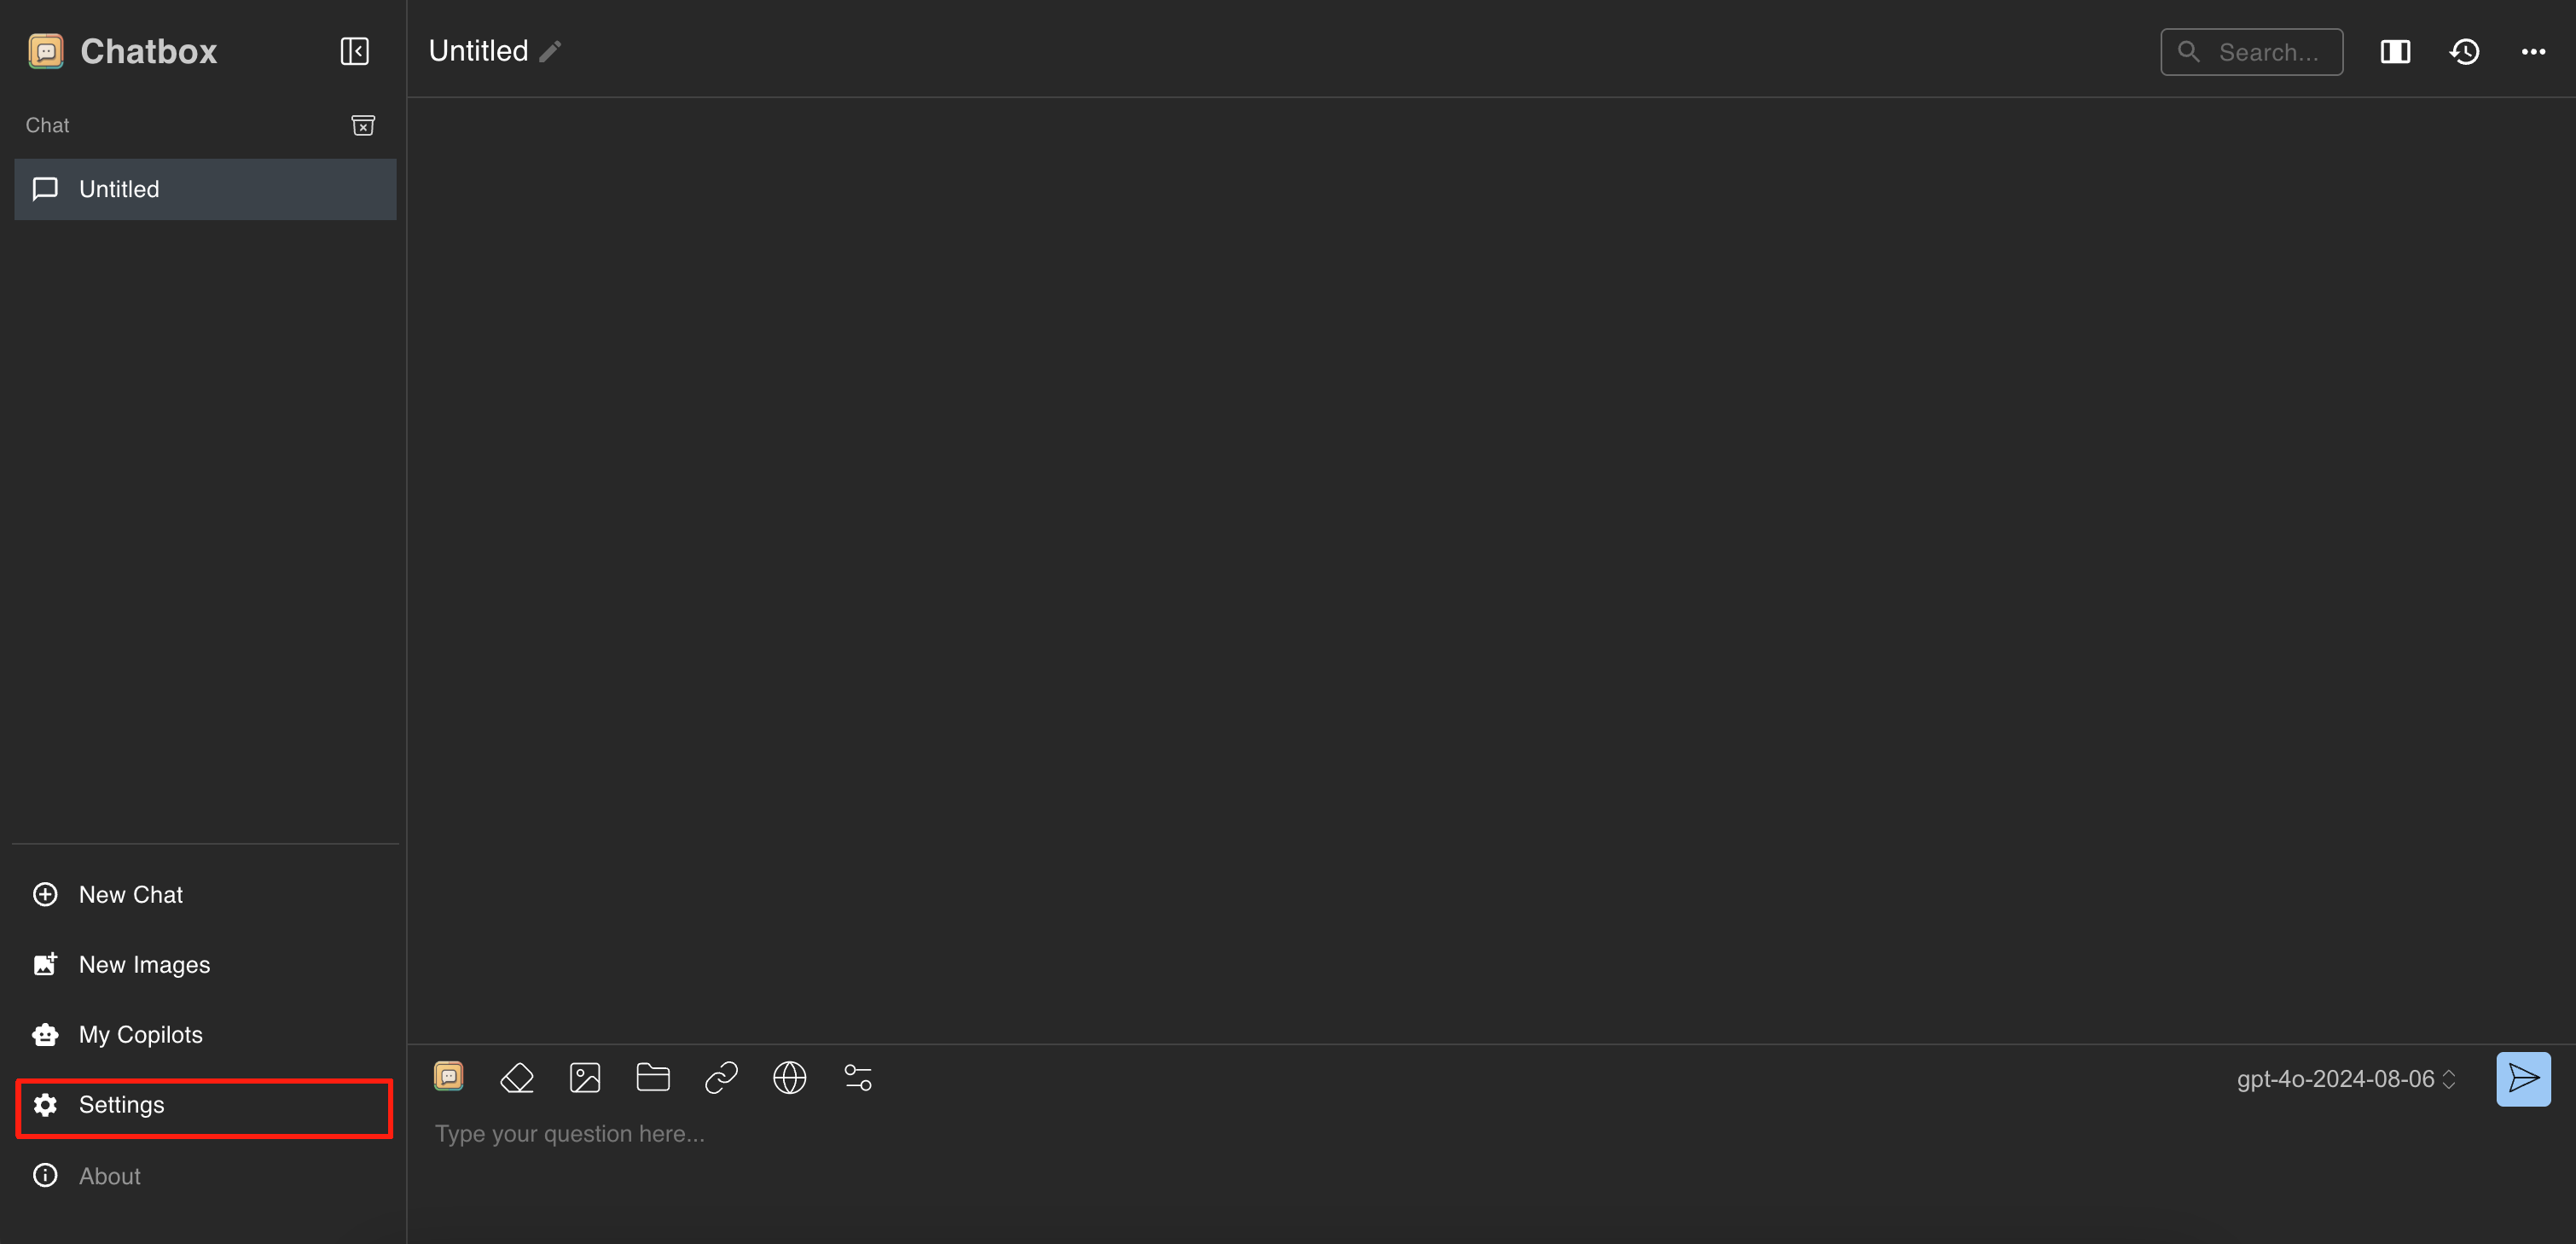 Chatbox
Chat
Untitled
New Chat
New Images
My Copilots
Settings
About
Untitled
Search...
gpt-4o-2024-08-06
Type your question here...